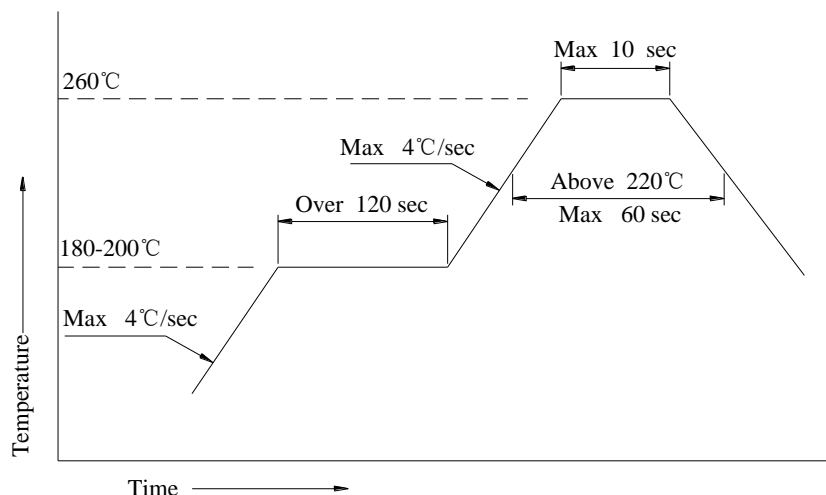 Max 10 sec
260℃
Max 4℃/sec
Above 220℃
Over 120 sec
Max 60 sec
180-200℃
Max 4℃/sec
Temperature
Time